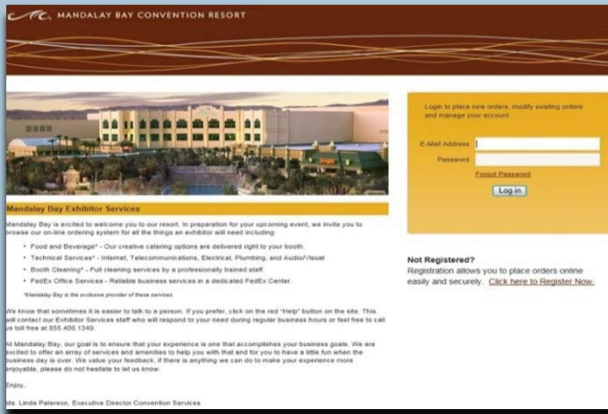 MANDALAY BAY CONVENTION RESORT
Login to place new orders, modify existing orders
and manage your account.
E-Mail Address
Password
Forgot Password
Log in
Mandalay Bay Exhibitor Services
Mandalay Bay is excited to welcome you to our resort. In preparation for your upcoming event, we invite you to
browse our on-line ordering system for all the things an exhibitor will need including:
• Food and Beverage* - Our creative catering options are delivered right to your booth.
• Technical Services* - Internet, Telecommunications, Electrical, Plumbing, and Audio/Visual
• Booth Cleaning* - Full cleaning services by a professionally trained staff
• FedEx Office Services - Reliable business services in a dedicated FedEx Center.
*Mandalay Bay is the exclusive provider of these services.
We know that sometimes it is easier to talk to a person. If you prefer, click on the red "Help" button on the site. This
will contact our Exhibitor Services staff who will respond to your need during regular business hours or feel free to call
us toll free at 855.400.1349.
At Mandalay Bay, our goal is to ensure that your experience is one that accomplishes your business goals. We are
excited to offer an array of services and amenities to help you with that and for you to have a little fun when the
business day is over. We value your feedback, if there is anything we can do to make your experience more
enjoyable, please do not hesitate to let us know.
Enjoy,
Ms. Linda Paterson, Executive Director Convention Services
Not Registered?
Registration allows you to place orders online
easily and securely. Click here to Register Now.